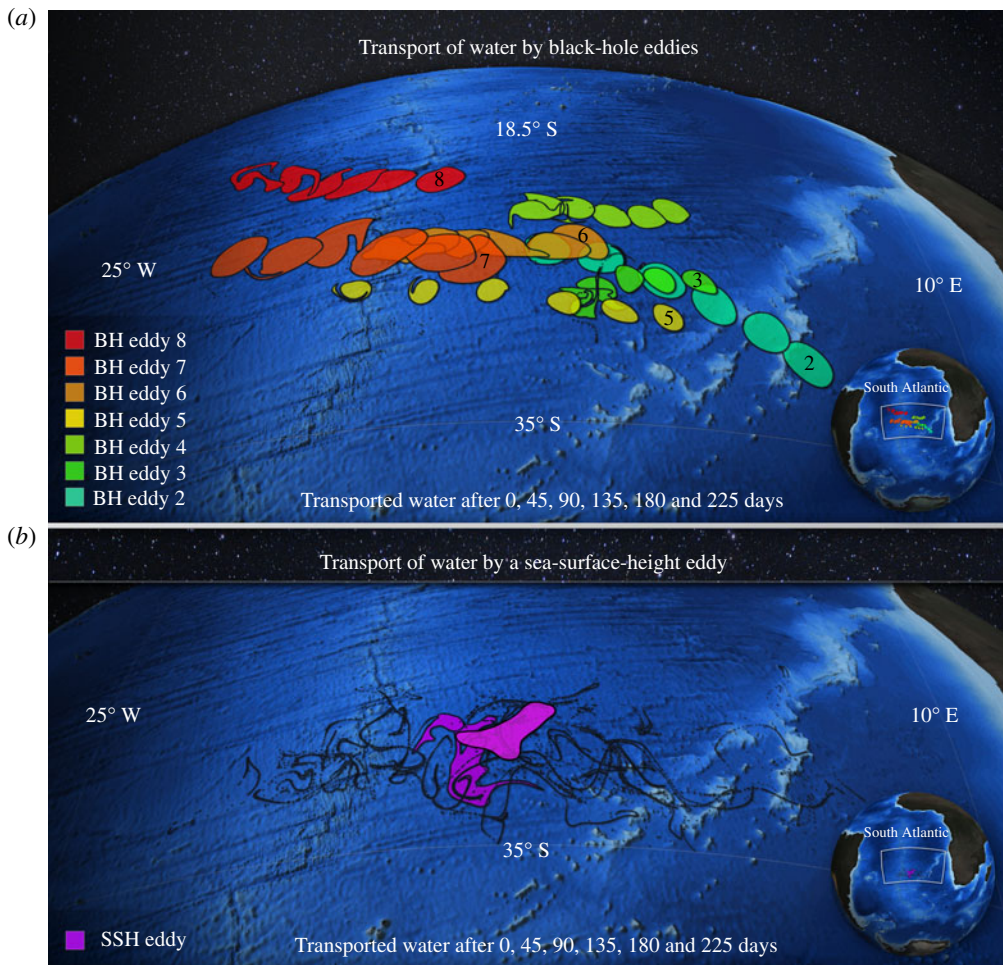 (a)
Transport of water by black-hole eddies
18.5° S
8
6
25° W
7
3
10° E
5
BH eddy 8
BH eddy 7
2
BH eddy 6
South Atlantic
BH eddy 5
35° S
BH eddy 4
BH eddy 3
BH eddy 2
Transported water after 0, 45, 90, 135, 180 and 225 days
(b)
Transport of water by a sea-surface-height eddy
25° W
10° E
South Atlantic
35° S
SSH eddy
Transported water after 0, 45, 90, 135, 180 and 225 days